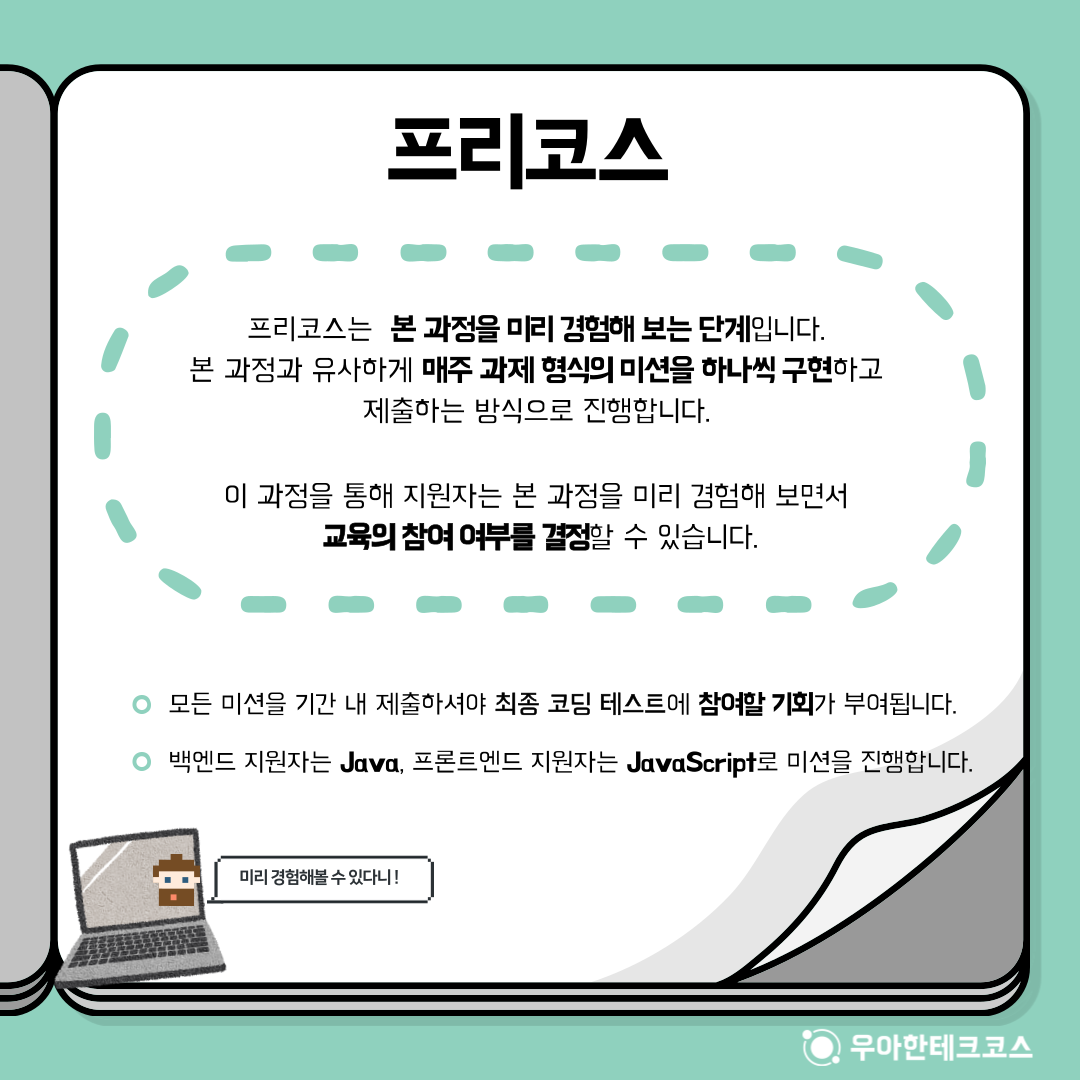 프리코스
프리코스는 본 과정을 미리 경험해 보는 단계입니다.
본 과정과 유사하게 매주 과제 형식의 미션을 하나씩 구현하고
제출하는 방식으로 진행합니다.
이 과정을 통해 지원자는 본 과정을 미리 경험해 보면서
교육의 참여 여부를 결정할 수 있습니다.
모든 미션을 기간 내 제출하셔야 최종 코딩 테스트에 참여할 기회가 부여됩니다.
백엔드 지원자는 Java, 프론트엔드 지원자는 JavaScript로 미션을 진행합니다.
미리 경험해볼 수 있다니!
우아한테크코스